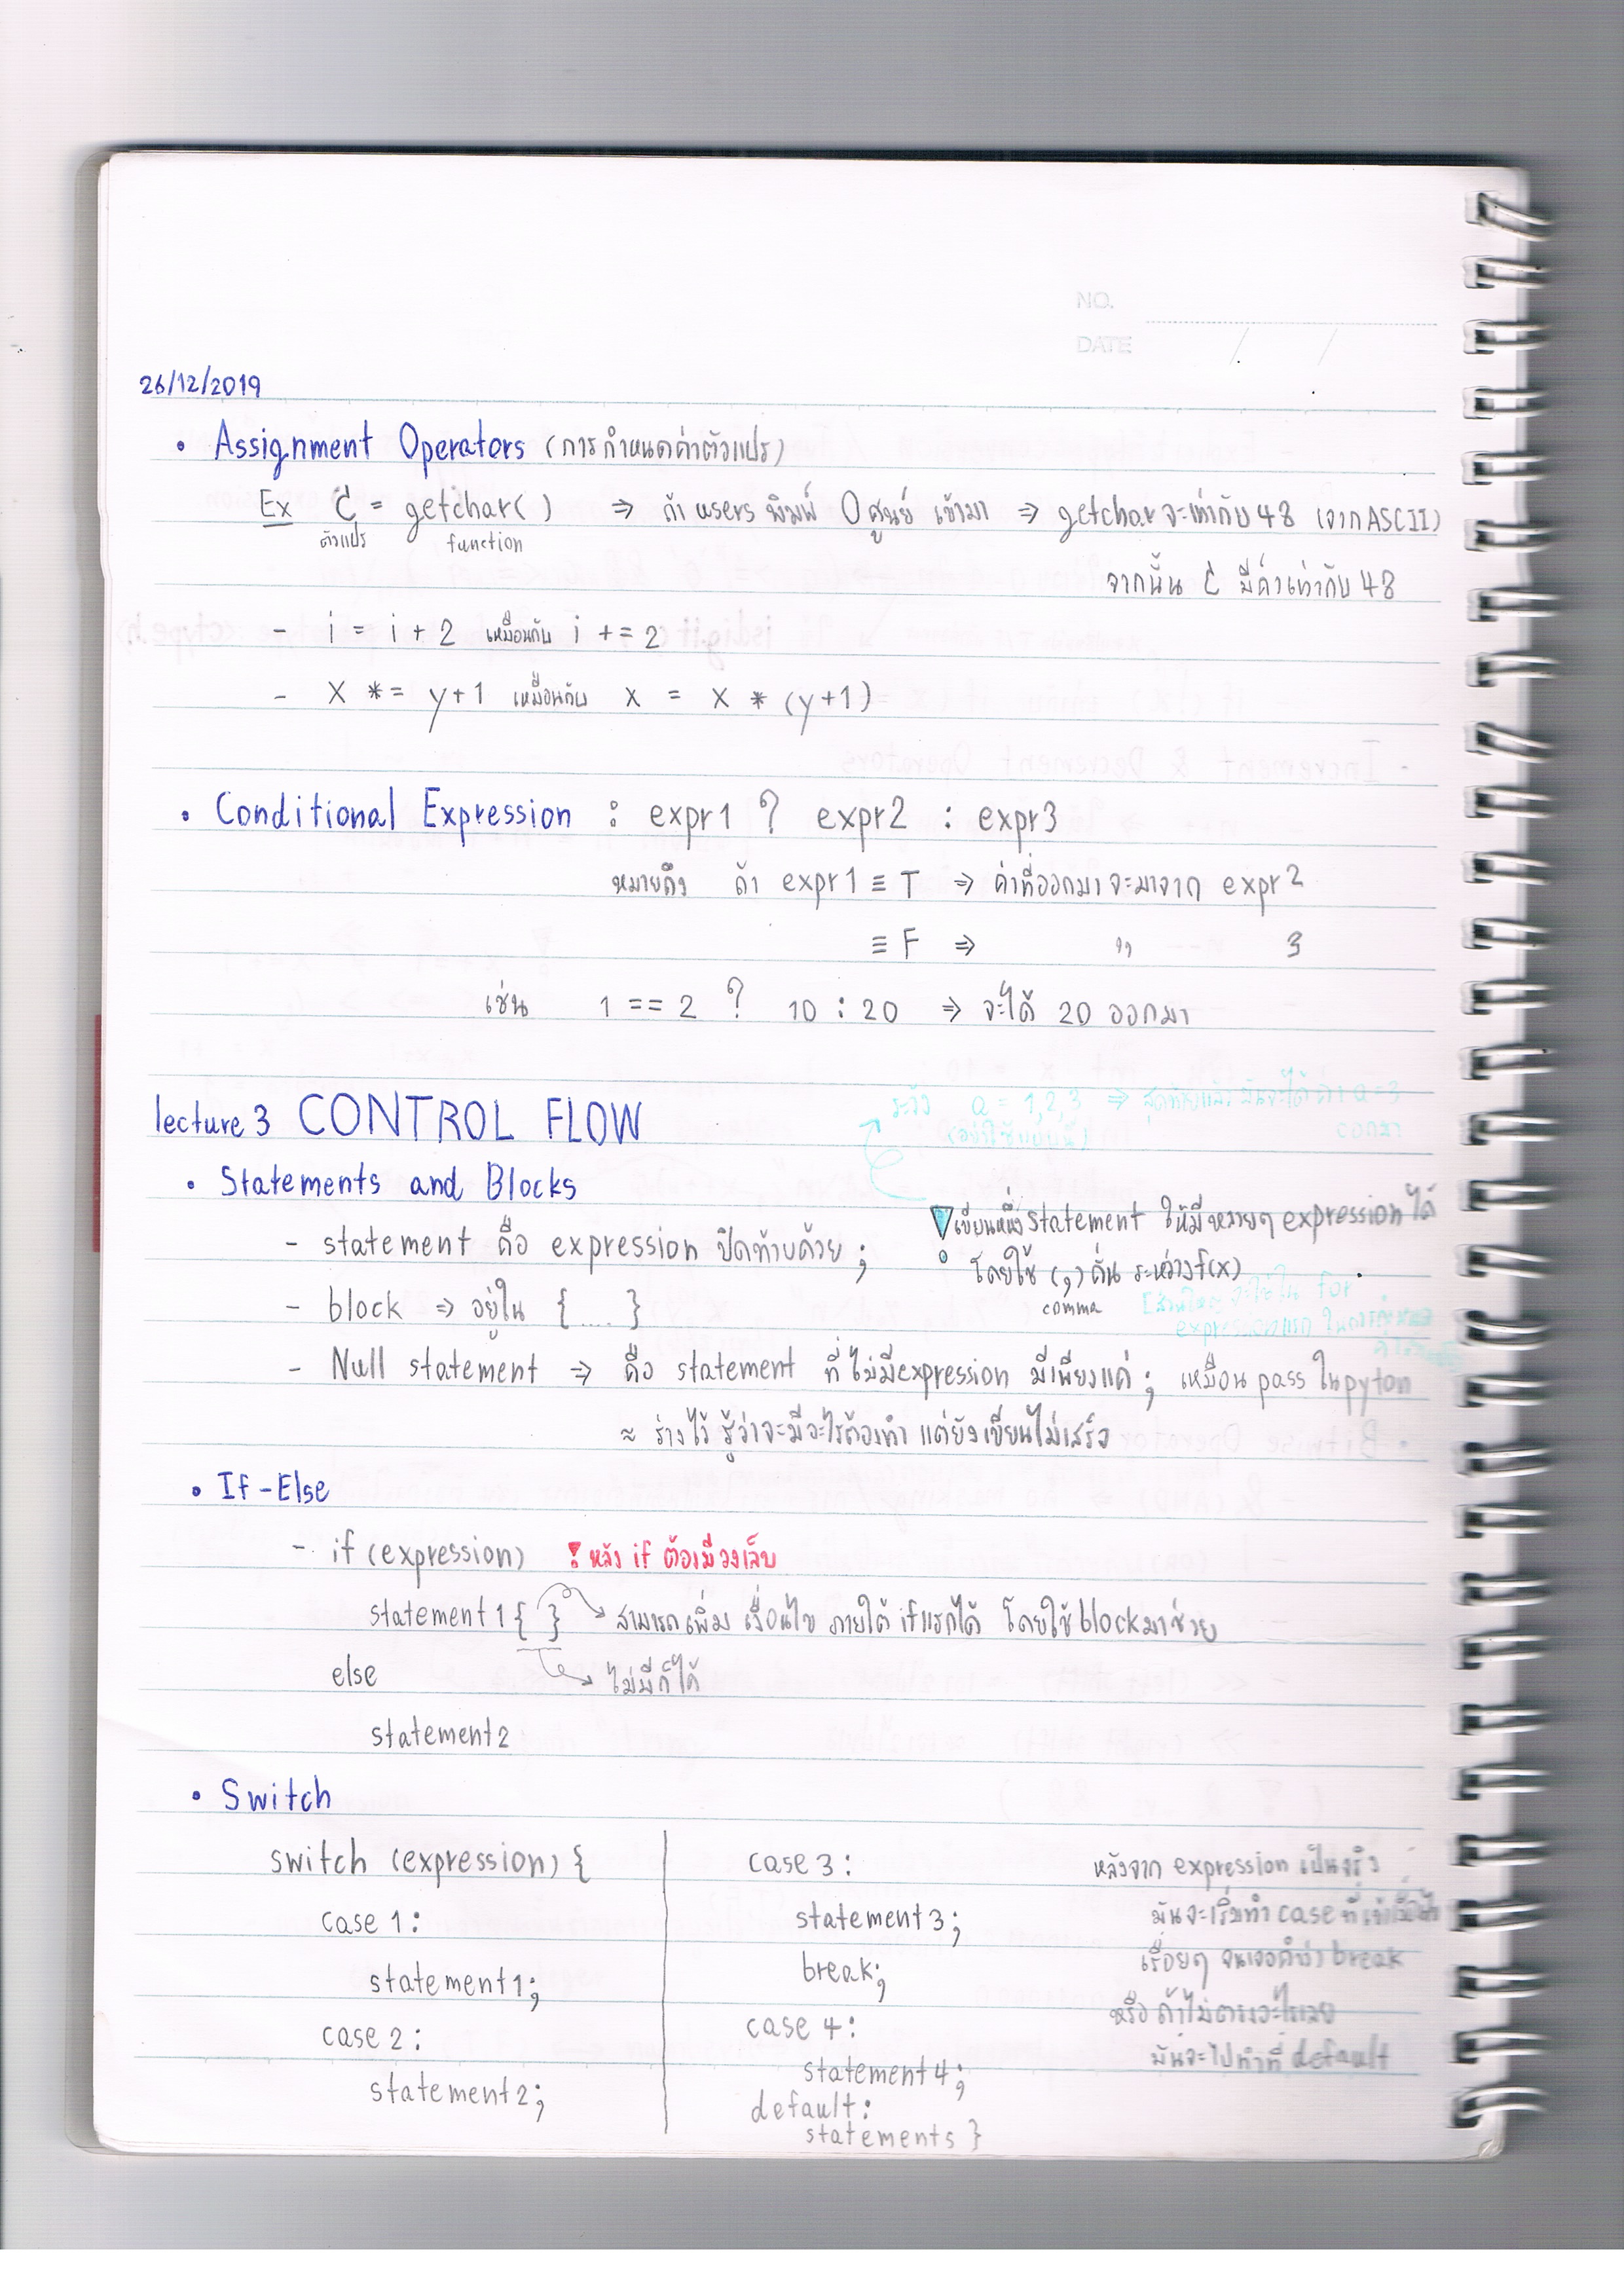 NO.
DATE / /
26/12/2019
• Assignment Operators (การกำหนดค่าตัวแปร)
Ex c = getchar( ) ⇒ ถ้า users พิมพ์ 0 ศูนย์ เข้ามา ⇒ getchar จะเท่ากับ 48 (จาก ASCII)
ตัวแปร function
จากนั้น c มีค่าเท่ากับ 48
- i = i + 2 เหมือนกับ i += 2
- X *= y+1 เหมือนกับ x = x * (y+1)
• Conditional Expression : expr1 ? expr2 : expr3
หมายถึง ถ้า expr1 ≡ T ⇒ ค่าที่ออกมาจะมาจาก expr2
≡ F ⇒ " 3
เช่น 1 == 2 ? 10 : 20 ⇒ จะได้ 20 ออกมา
ระวัง a = 1,2,3 ⇒ สุดท้ายแล้วมันจะได้ค่า a=3
ออกมา
lecture 3 CONTROL FLOW
• Statements and Blocks
เขียนหนึ่ง statement ให้มีหลายๆ expression ได้
- statement คือ expression ปิดท้ายด้วย ;
โดยใช้ (,) คั่น ระหว่าง f(x)
comma
- block ⇒ อยู่ใน { .... }
[ส่วนใหญ่จะใช้ใน for
expression แรก
- Null statement ⇒ คือ statement ที่ไม่มี expression มีเพียงแค่ ; เหมือน pass ใน pyton
≈ ร่างไว้ รู้ว่าจะมีอะไรต้องทำ แต่ยังเขียนไม่เสร็จ
• If-Else
- if (expression) ! หลัง if ต้องมีวงเล็บ
statement1 { } สามารถเพิ่ม เงื่อนไข ภายใต้ if แรกได้ โดยใช้ block มาช่วย
else ไม่มีก็ได้
statement2
• Switch
switch (expression) {
case 1:
statement1;
case 2:
statement2;
case 3:
statement3;
break;
case 4:
statement4;
default:
statements }
หลังจาก expression เป็นจริง
มันจะเริ่มทำ case ที่
เรื่อยๆ จนเจอคำว่า break
หรือ ถ้าไม่ตรงอะไรเลย
มันจะไปทำที่ default